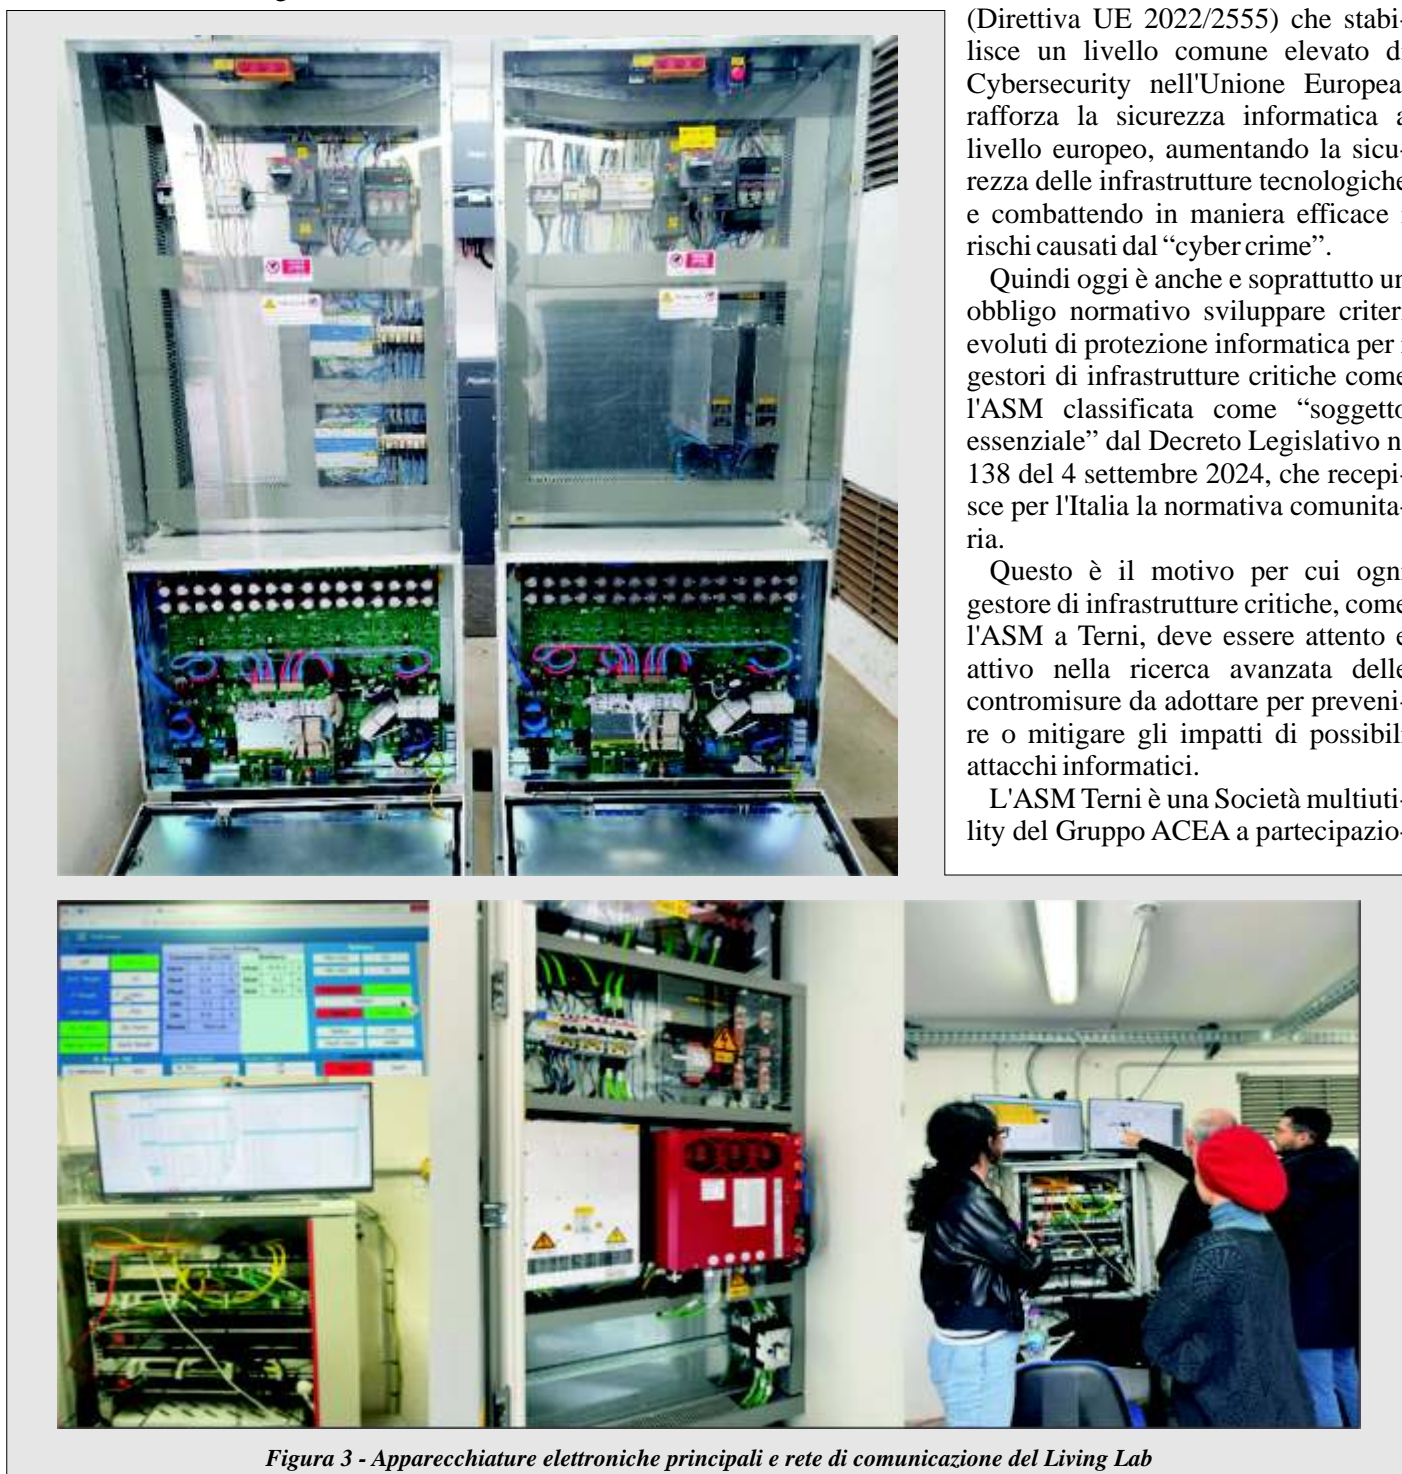 (Direttiva UE 2022/2555) che stabi-
lisce un livello comune elevato di
Cybersecurity nell'Unione Europea,
rafforza la sicurezza informatica a
livello europeo, aumentando la sicu-
rezza delle infrastrutture tecnologiche
e combattendo in maniera efficace i
rischi causati dal “cyber crime”.
Quindi oggi è anche e soprattutto un
obbligo normativo sviluppare criteri
evoluti di protezione informatica per i
gestori di infrastrutture critiche come
l'ASM classificata come “soggetto
essenziale” dal Decreto Legislativo n.
138 del 4 settembre 2024, che recepi-
sce per l'Italia la normativa comunita-
ria.
Questo è il motivo per cui ogni
gestore di infrastrutture critiche, come
l'ASM a Terni, deve essere attento e
attivo nella ricerca avanzata delle
contromisure da adottare per preveni-
re o mitigare gli impatti di possibili
attacchi informatici.
L'ASM Terni è una Società multiuti-
lity del Gruppo ACEA a partecipazio-
Figura 3 - Apparecchiature elettroniche principali e rete di comunicazione del Living Lab